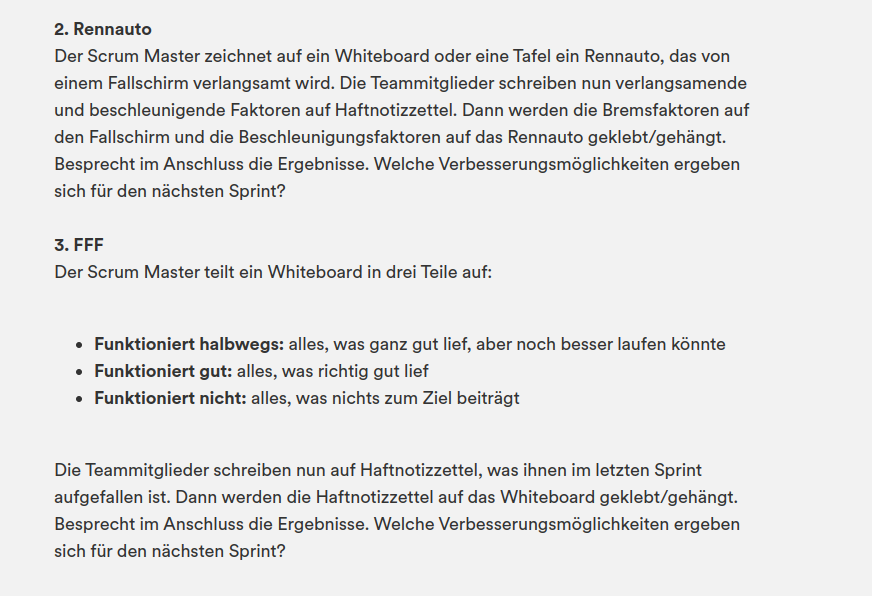 2. Rennauto
Der Scrum Master zeichnet auf ein Whiteboard oder eine Tafel ein Rennauto, das von
einem Fallschirm verlangsamt wird. Die Teammitglieder schreiben nun verlangsamende
und beschleunigende Faktoren auf Haftnotizzettel. Dann werden die Bremsfaktoren auf
den Fallschirm und die Beschleunigungsfaktoren auf das Rennauto geklebt/gehängt.
Besprecht im Anschluss die Ergebnisse. Welche Verbesserungsmöglichkeiten ergeben
sich für den nächsten Sprint?
3. FFF
Der Scrum Master teilt ein Whiteboard in drei Teile auf:
• Funktioniert halbwegs: alles, was ganz gut lief, aber noch besser laufen könnte
• Funktioniert gut: alles, was richtig gut lief
• Funktioniert nicht: alles, was nichts zum Ziel beiträgt
Die Teammitglieder schreiben nun auf Haftnotizzettel, was ihnen im letzten Sprint
aufgefallen ist. Dann werden die Haftnotizzettel auf das Whiteboard geklebt/gehängt.
Besprecht im Anschluss die Ergebnisse. Welche Verbesserungsmöglichkeiten ergeben
sich für den nächsten Sprint?